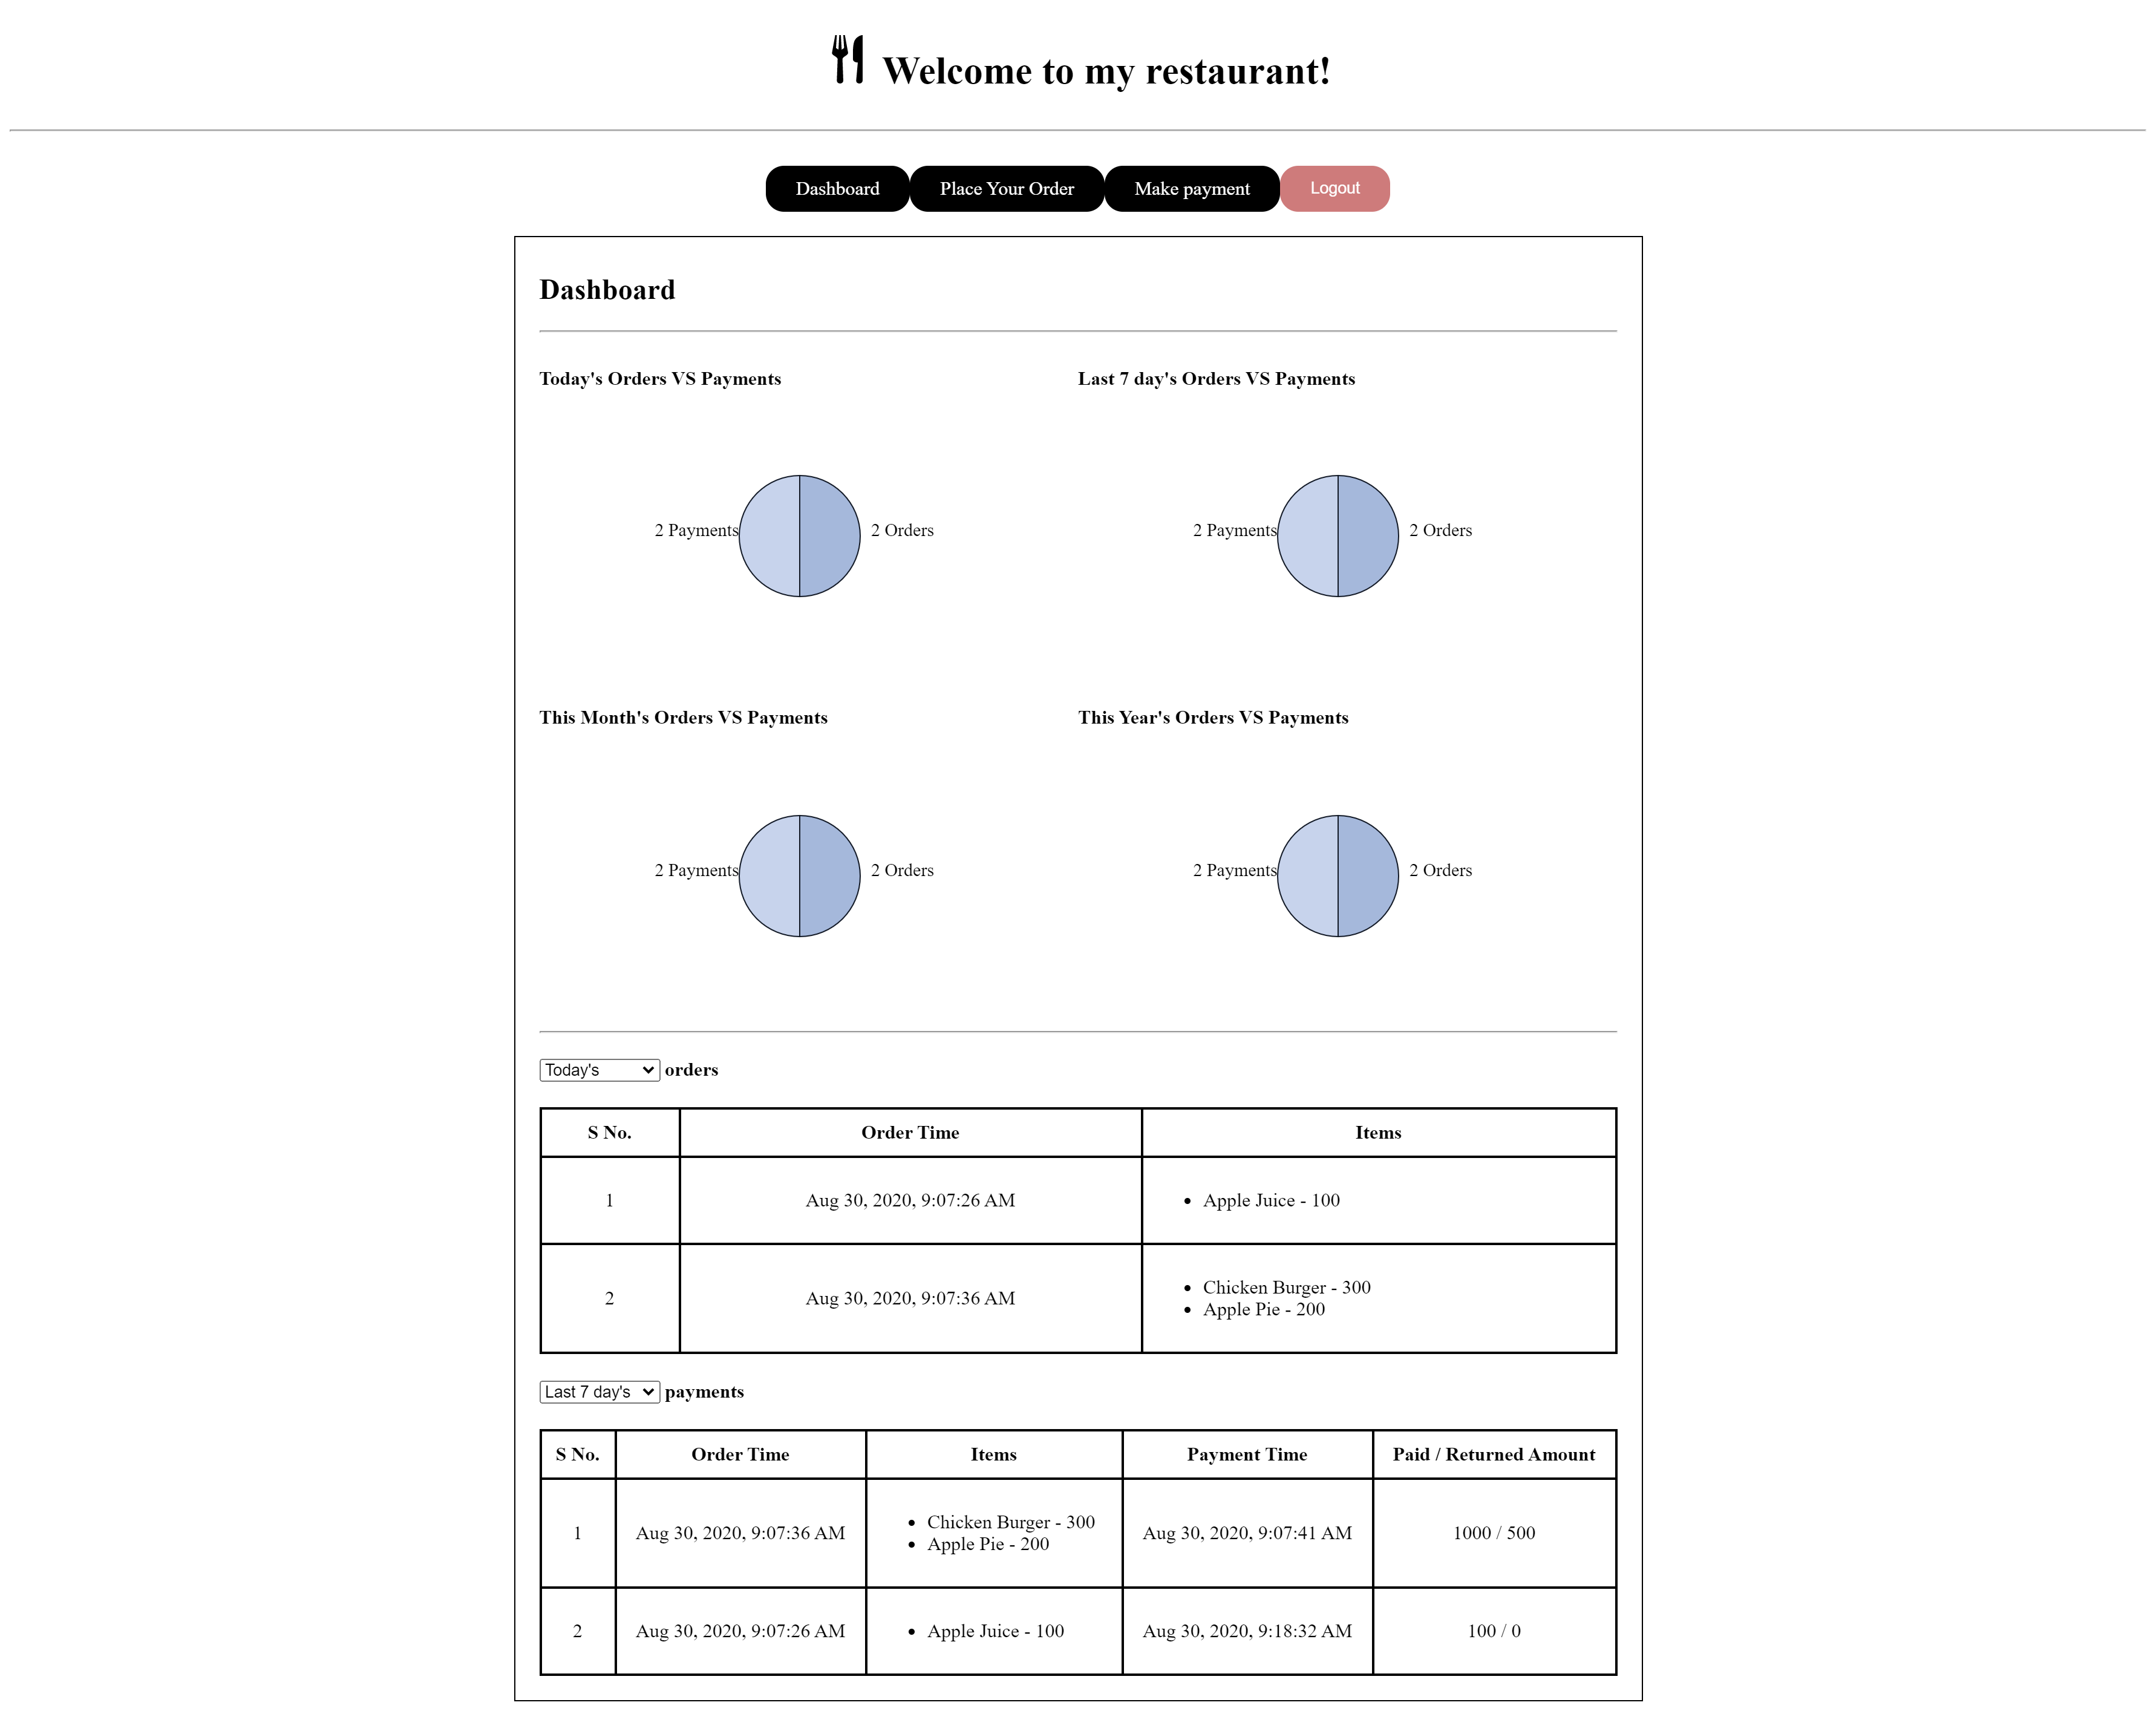 Welcome to my restaurant!
Dashboard Place Your Order Make payment Logout
Dashboard
Today's Orders VS Payments Last 7 day's Orders VS Payments
2 Payments 2 Orders 2 Payments 2 Orders
This Month's Orders VS Payments This Year's Orders VS Payments
2 Payments 2 Orders 2 Payments 2 Orders
Today's orders
S No. Order Time Items
1 Aug 30, 2020, 9:07:26 AM • Apple Juice - 100
2 Aug 30, 2020, 9:07:36 AM • Chicken Burger - 300
• Apple Pie - 200
Last 7 day's payments
S No. Order Time Items Payment Time Paid / Returned Amount
1 Aug 30, 2020, 9:07:36 AM • Chicken Burger - 300 Aug 30, 2020, 9:07:41 AM 1000 / 500
• Apple Pie - 200
2 Aug 30, 2020, 9:07:26 AM • Apple Juice - 100 Aug 30, 2020, 9:18:32 AM 100 / 0